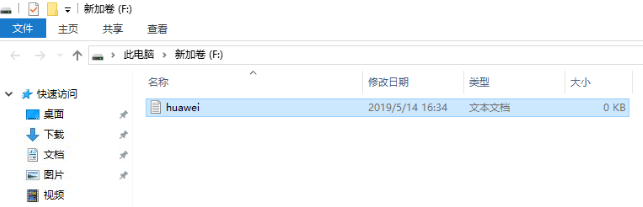 新加卷 (F:)
文件 主页 共享 查看
此电脑 新加卷 (F:)
名称 修改日期 类型 大小
快速访问
huawei 2019/5/14 16:34 文本文档 0 KB
桌面
下载
文档
图片
视频